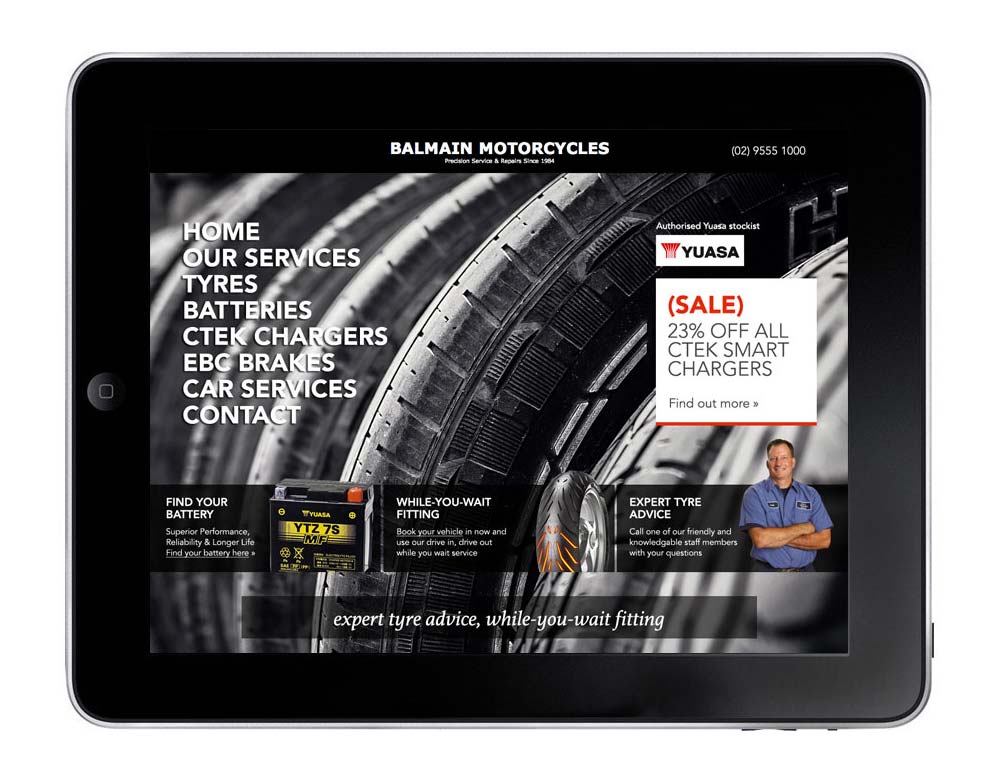 BALMAIN MOTORCYCLES
Precision Service & Repairs Since 1984
(02) 9555 1000
HOME
OUR SERVICES
TYRES
BATTERIES
CTEK CHARGERS
EBC BRAKES
CAR SERVICES
CONTACT
Authorised Yuasa stockist
YUASA
(SALE)
23% OFF ALL
CTEK SMART
CHARGERS
Find out more »
FIND YOUR
BATTERY
Superior Performance,
Reliability & Longer Life
Find your battery here »
YUASA
YTZ 7S
MF
WHILE-YOU-WAIT
FITTING
Book your vehicle in now and
use our drive in, drive out
while you wait service
EXPERT TYRE
ADVICE
Call one of our friendly and
knowledgable staff members
with your questions
expert tyre advice, while-you-wait fitting